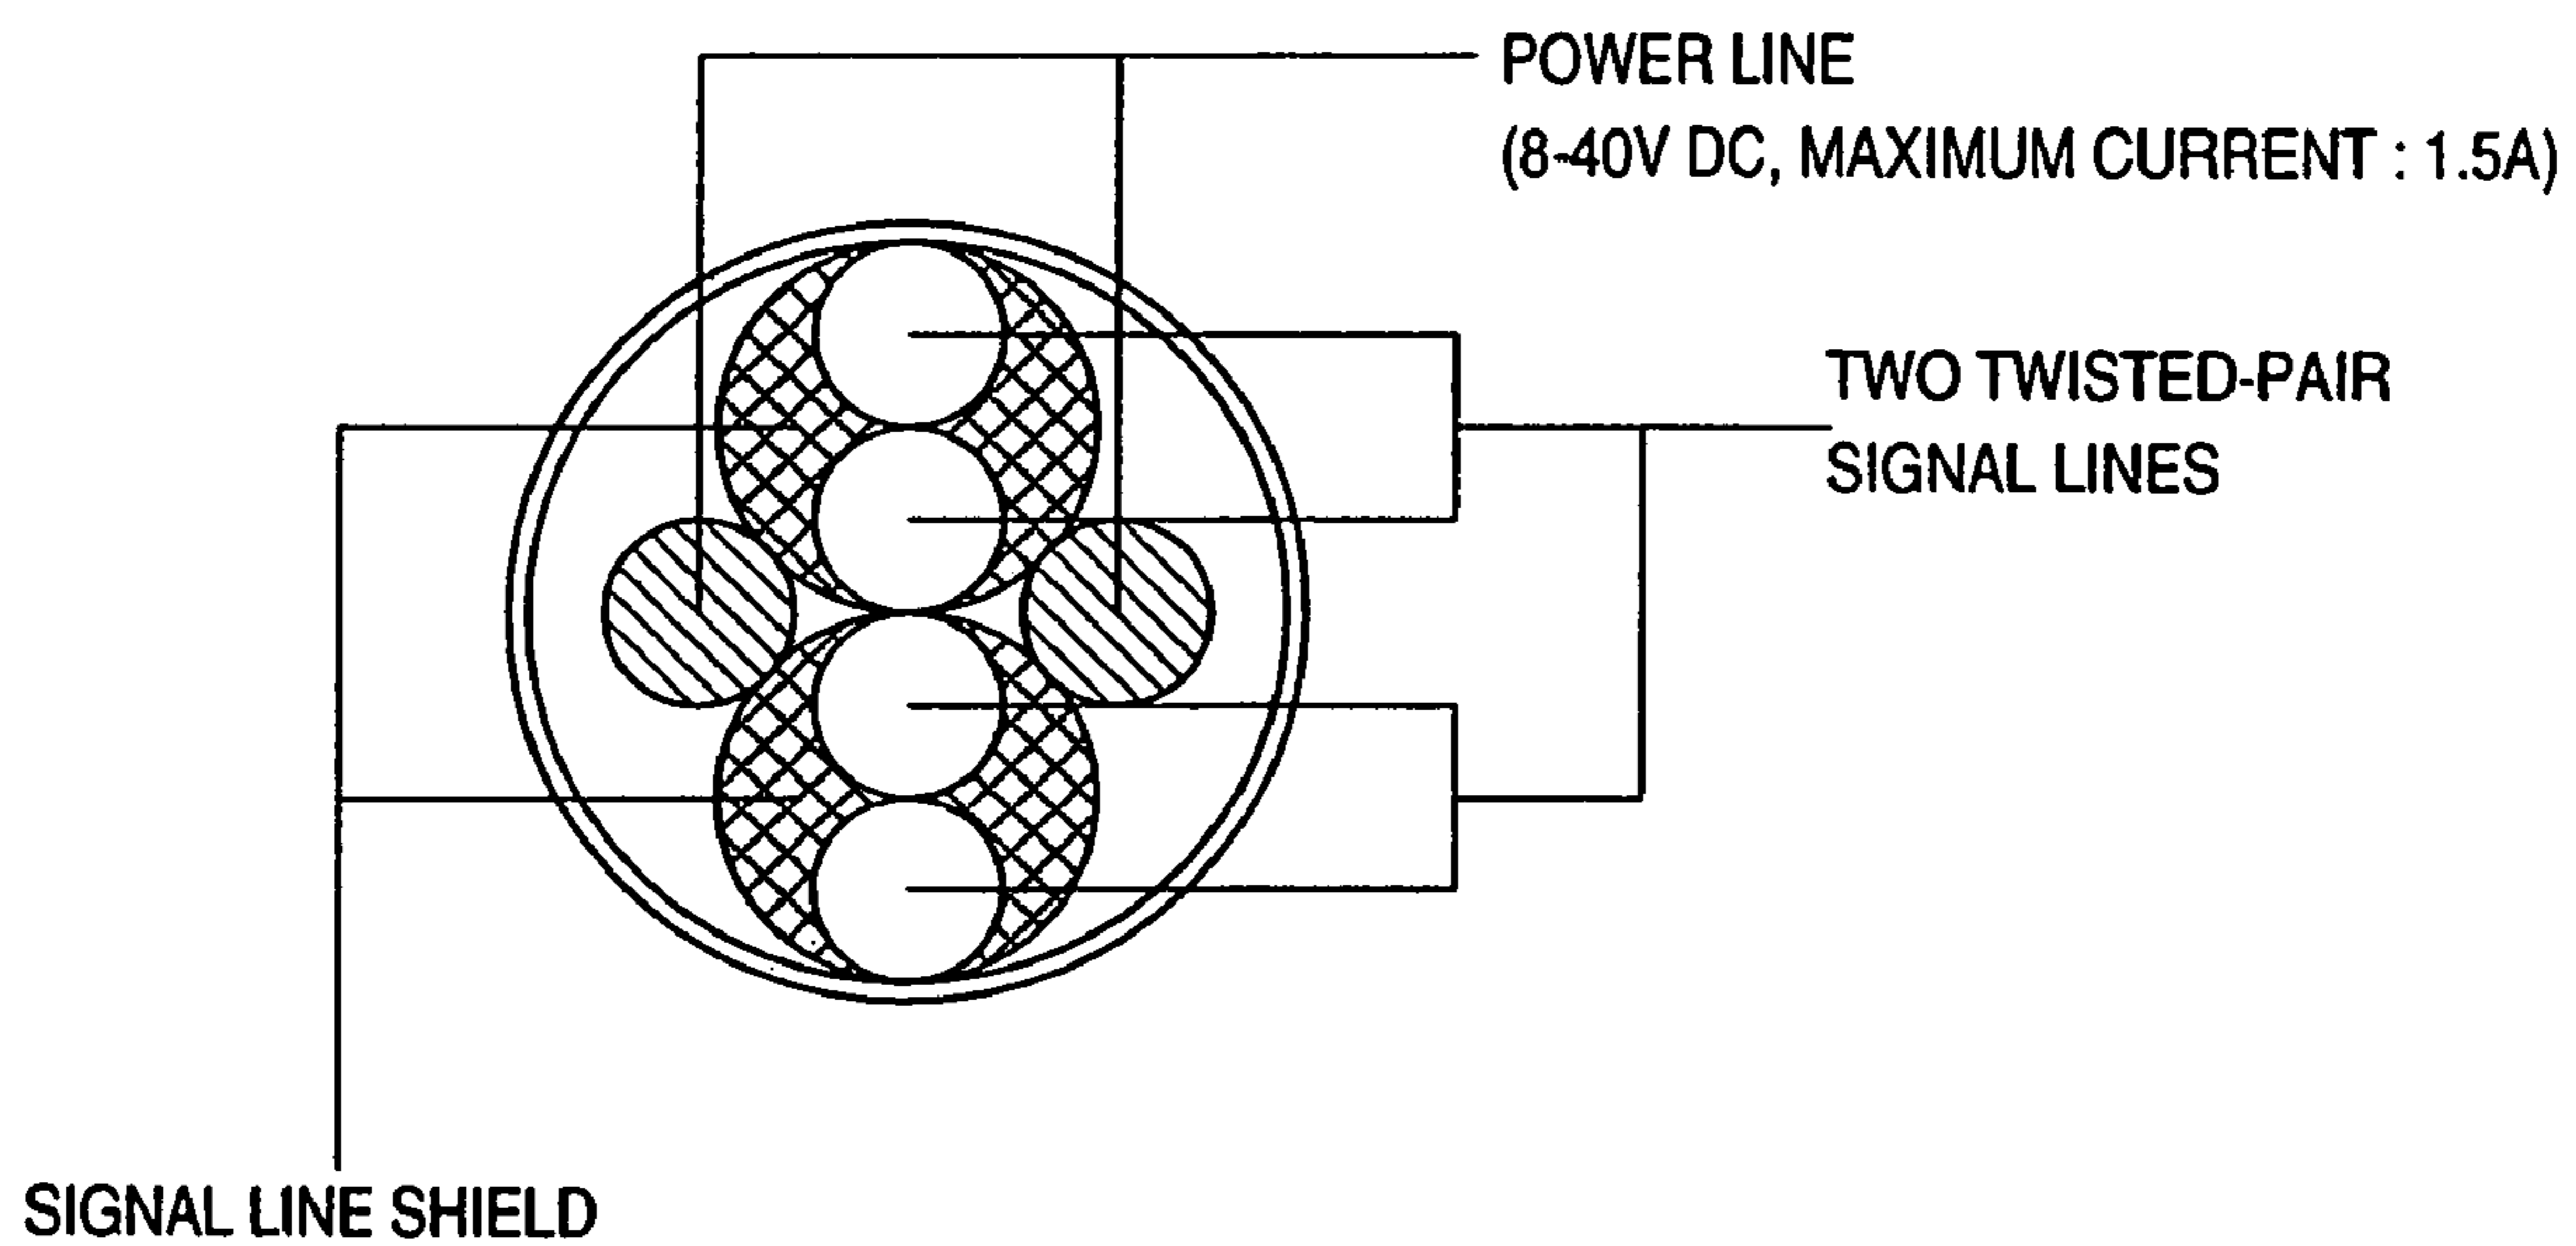 POWER LINE
(8-40V DC, MAXIMUM CURRENT : 1.5A)
TWO TWISTED-PAIR
SIGNAL LINES
SIGNAL LINE SHIELD